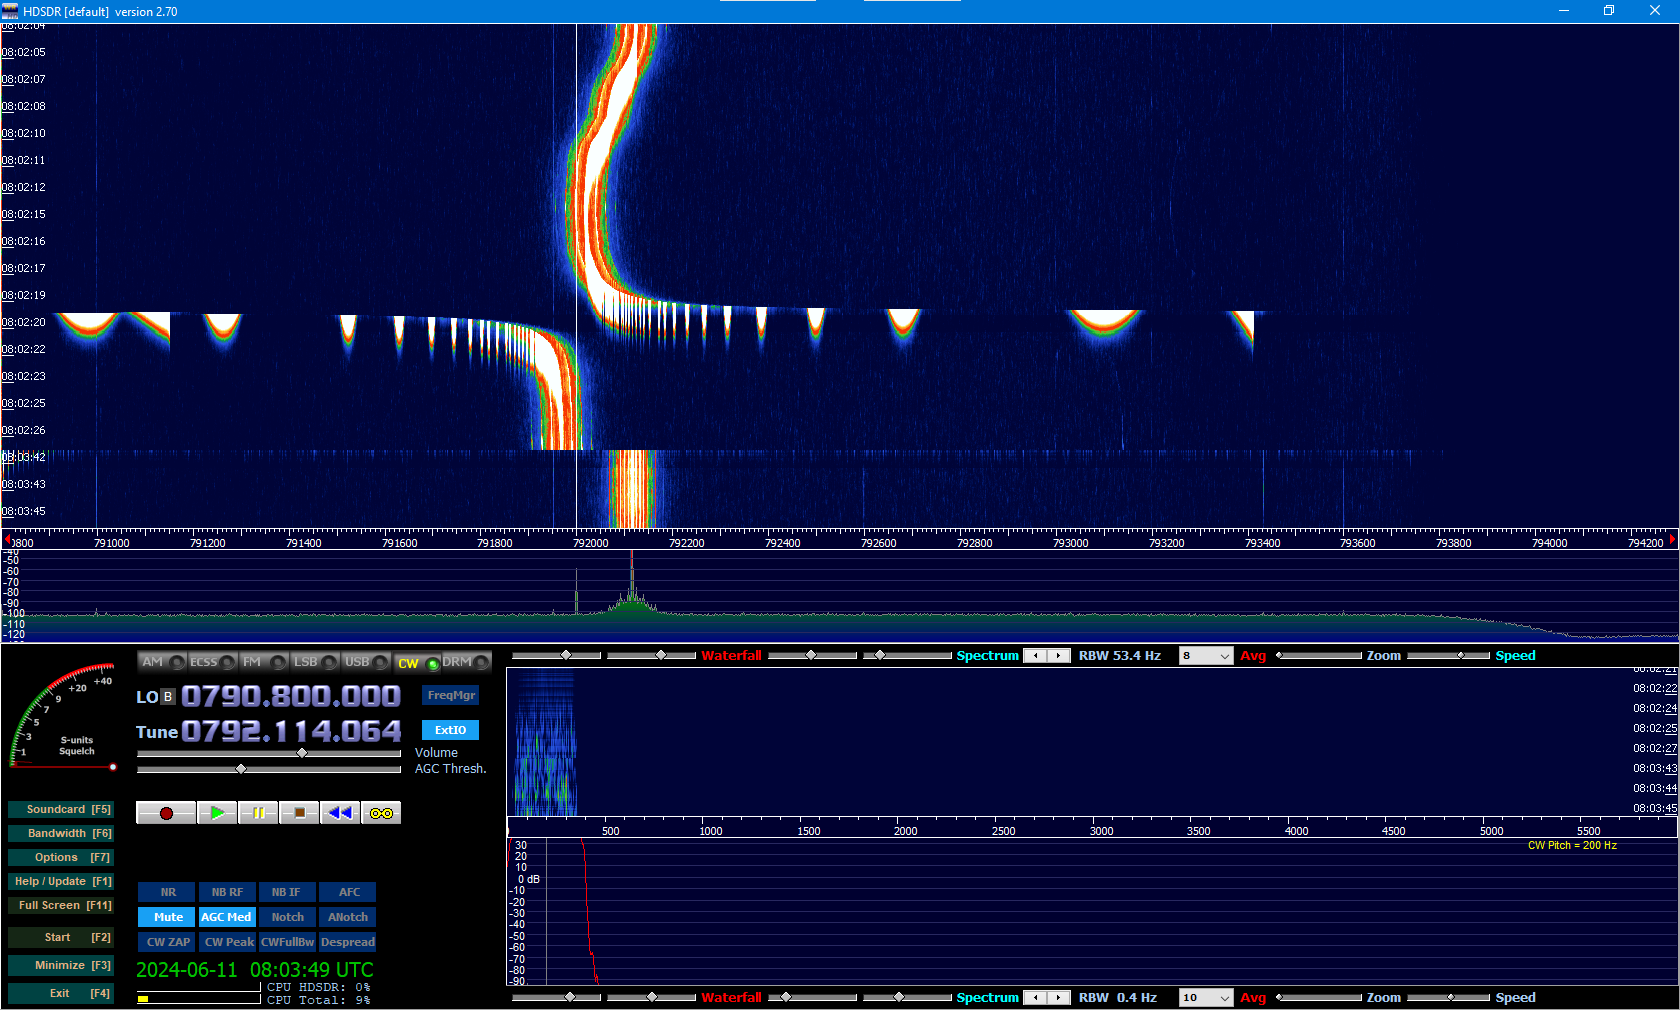 HDSDR [default] version 2.70
08:02:04
08:02:05
08:02:07
08:02:08
08:02:10
08:02:11
08:02:12
08:02:15
08:02:16
08:02:17
08:02:19
08:02:20
08:02:22
08:02:23
08:02:25
08:02:26
08:03:42
08:03:43
08:03:45
0800 791000 791200 791400 791600 791800 792000 792200 792400 792600 792800 793000 793200 793400 793600 793800 794000 794200
-40
-50
-60
-70
-80
-90
-100
-110
-120
Waterfall Spectrum RBW 53.4 Hz 8 Avg Zoom Speed
1 3 5 7 9 +20 +40
S-units
Squelch
AM ECSS FM LSB USB CW DRM
LO B 0790.800.000 FreqMgr
Tune 0792.114.064 ExtIO
Volume
AGC Thresh.
Soundcard [F5]
Bandwidth [F6]
Options [F7]
Help / Update [F1]
Full Screen [F11]
Start [F2]
Minimize [F3]
Exit [F4]
NR NB RF NB IF AFC
Mute AGC Med Notch ANotch
CW ZAP CW Peak CWFullBw Despread
2024-06-11 08:03:49 UTC
CPU HDSDR: 0%
CPU Total: 9%
08:02:21
08:02:22
08:02:24
08:02:25
08:02:27
08:03:43
08:03:44
08:03:45
500 1000 1500 2000 2500 3000 3500 4000 4500 5000 5500
CW Pitch = 200 Hz
30
20
10
0 dB
-10
-20
-30
-40
-50
-60
-70
-80
-90
Waterfall Spectrum RBW 0.4 Hz 10 Avg Zoom Speed